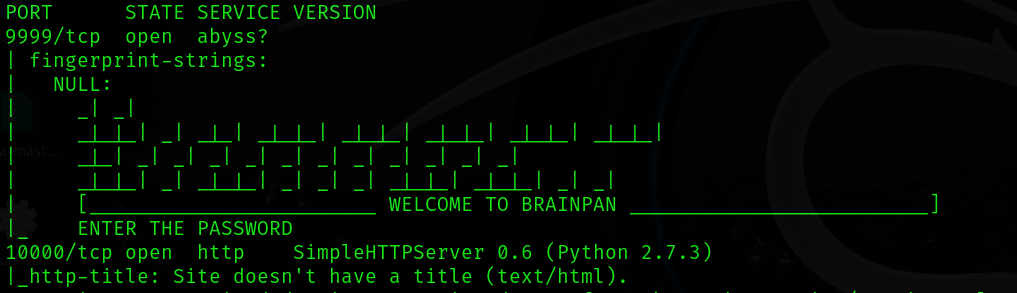 PORT      STATE SERVICE VERSION
9999/tcp  open  abyss?
| fingerprint-strings:
|   NULL:
|     _| _|
|     _|_|_| _| _|_| _|_|_| _|_|_| _|_|_| _|_|_| _|_|_|
|     _|_| _| _| _| _| _| _| _| _| _| _| _|
|     _|_|_| _| _|_|_| _| _| _| _|_|_| _|_|_| _| _|
|     [________________________ WELCOME TO BRAINPAN _________________________]
|_    ENTER THE PASSWORD
10000/tcp open  http    SimpleHTTPServer 0.6 (Python 2.7.3)
|_http-title: Site doesn't have a title (text/html).